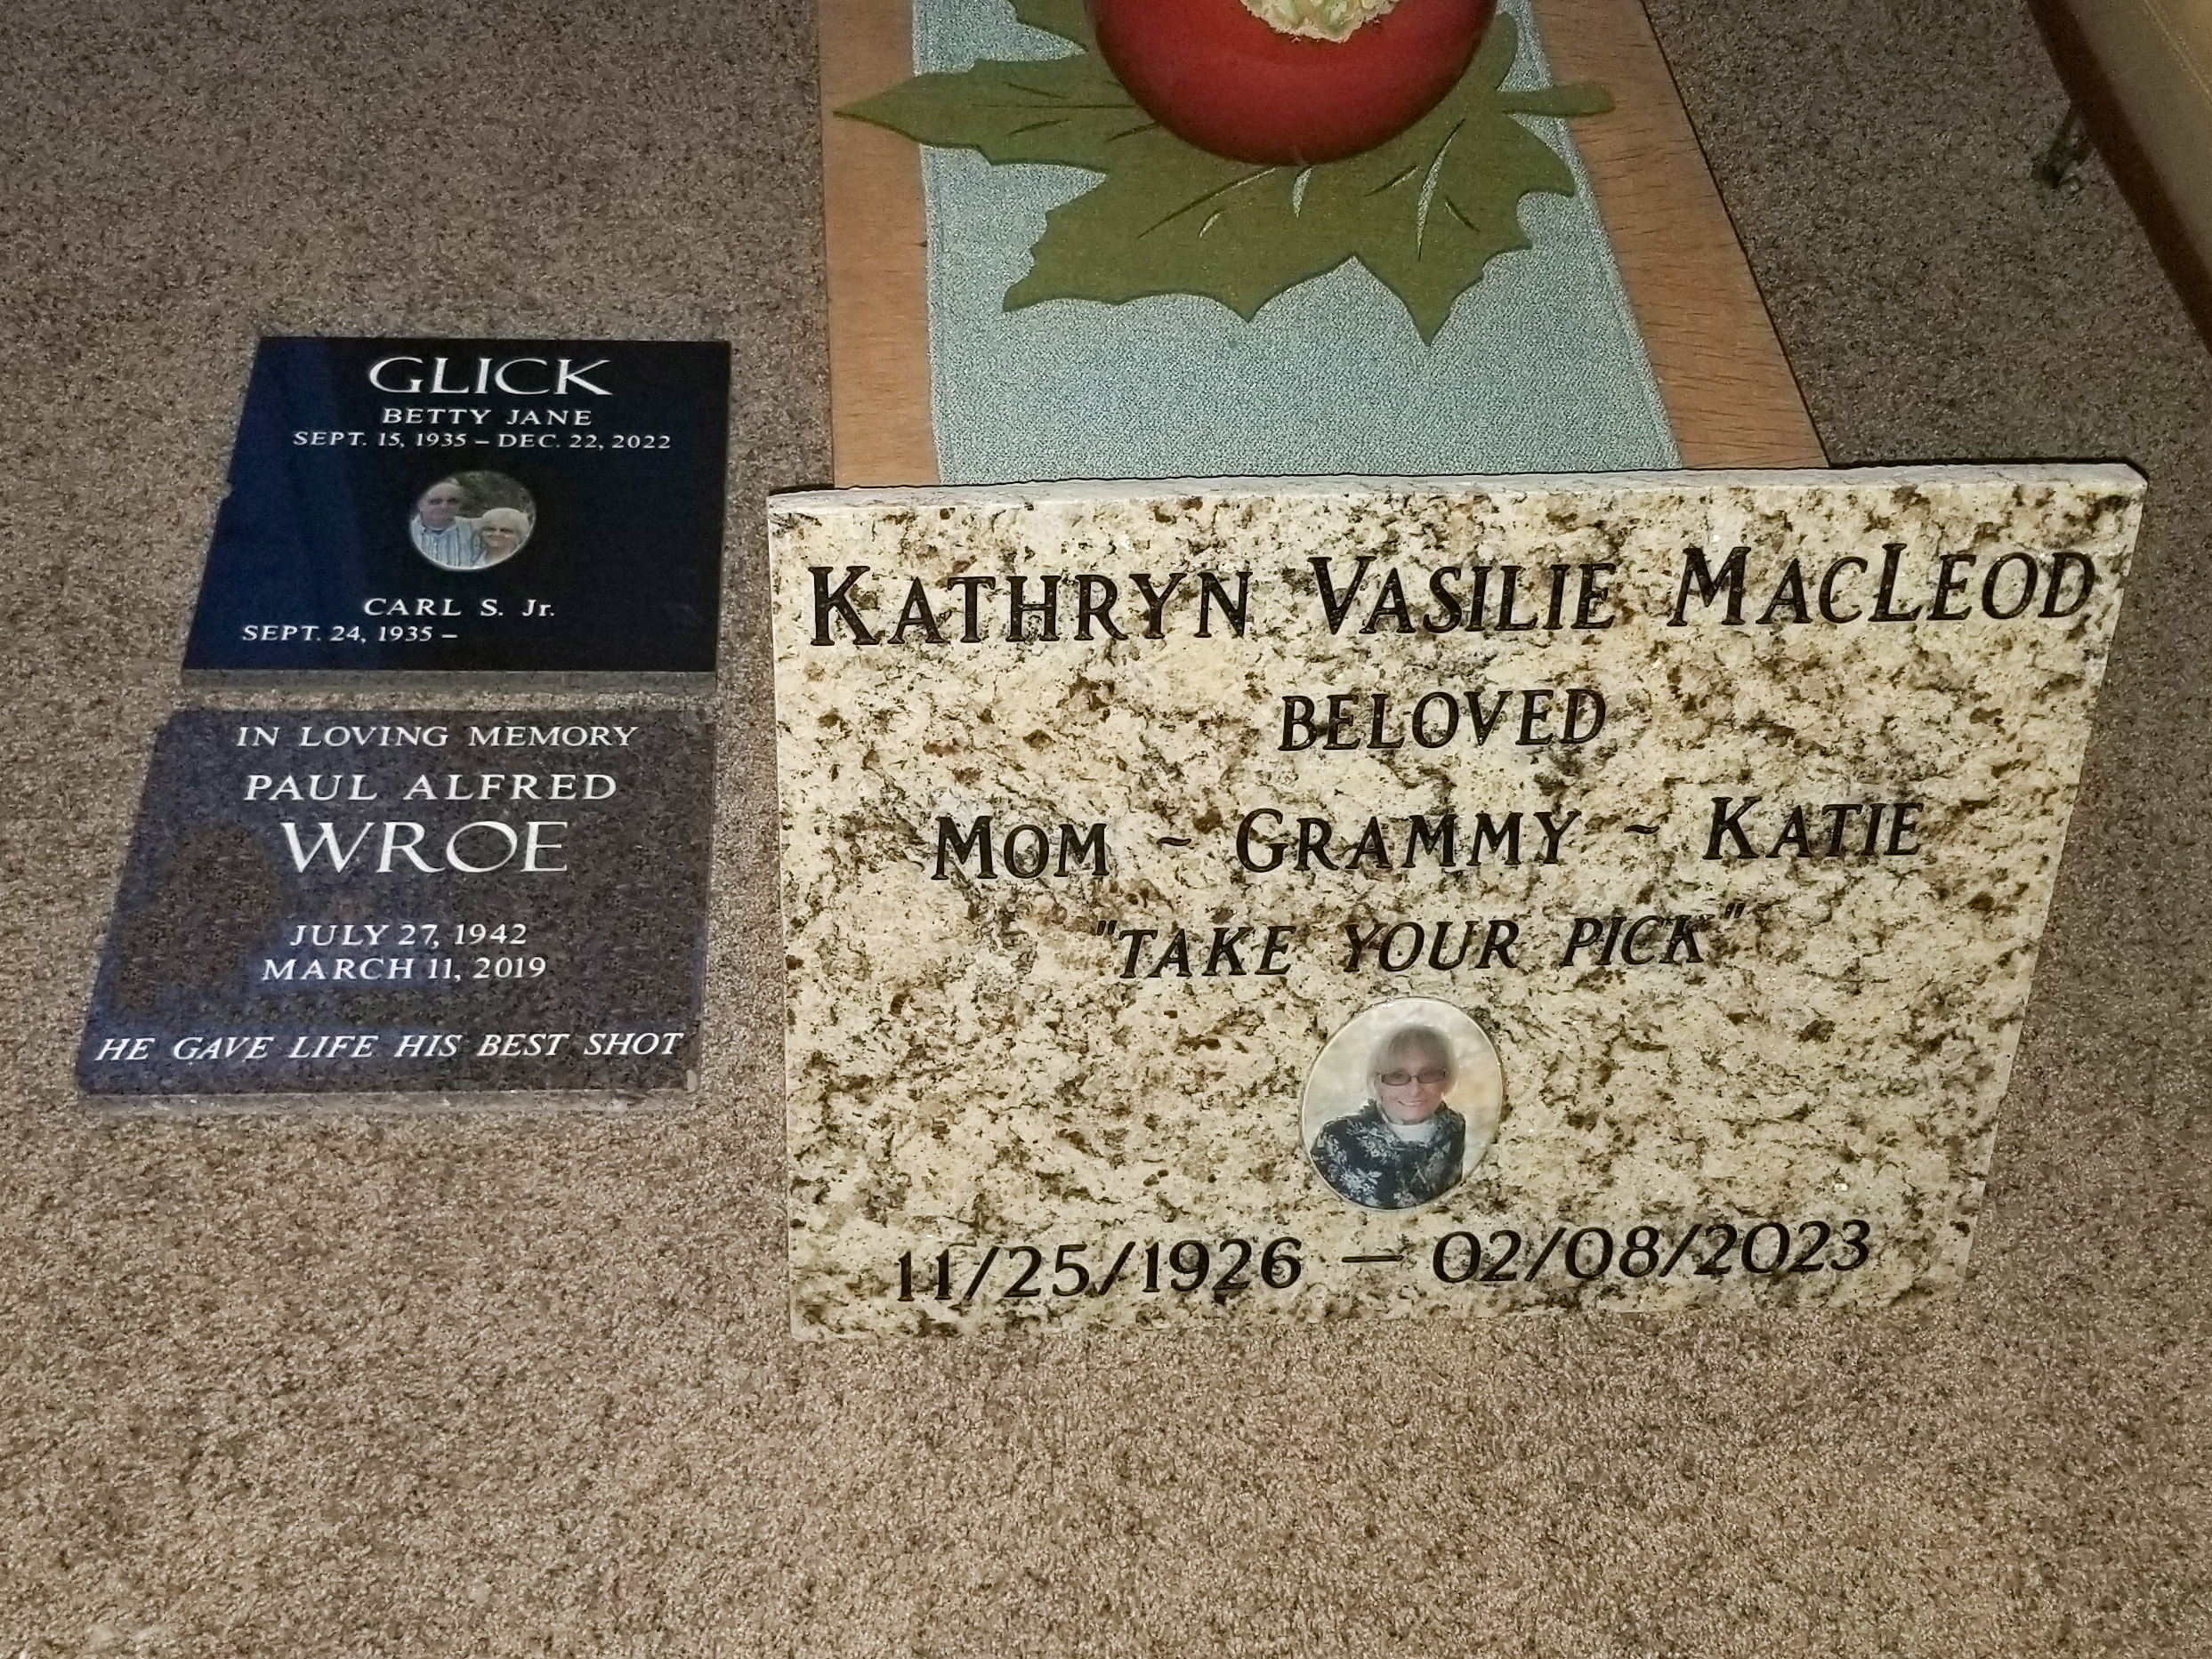 GLICK
BETTY JANE
SEPT. 15, 1935 – DEC. 22, 2022
CARL S. Jr.
SEPT. 24, 1935 –
IN LOVING MEMORY
PAUL ALFRED
WROE
JULY 27, 1942
MARCH 11, 2019
HE GAVE LIFE HIS BEST SHOT
KATHRYN VASILIE MACLEOD
BELOVED
MOM ~ GRAMMY ~ KATIE
"TAKE YOUR PICK"
11/25/1926 — 02/08/2023